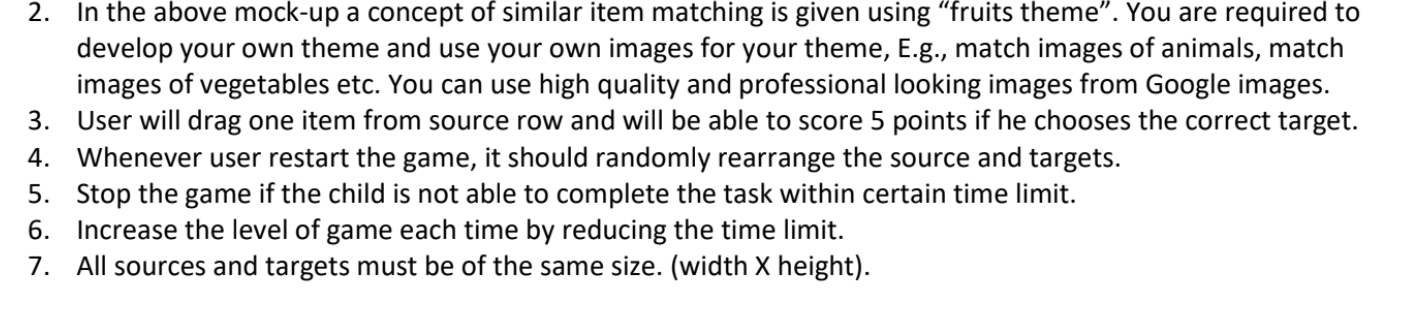 2. In the above mock-up a concept of similar item matching is given using “fruits theme”. You are required to
develop your own theme and use your own images for your theme, E.g., match images of animals, match
images of vegetables etc. You can use high quality and professional looking images from Google images.
3. User will drag one item from source row and will be able to score 5 points if he chooses the correct target.
4. Whenever user restart the game, it should randomly rearrange the source and targets.
5. Stop the game if the child is not able to complete the task within certain time limit.
6. Increase the level of game each time by reducing the time limit.
7. All sources and targets must be of the same size. (width X height).